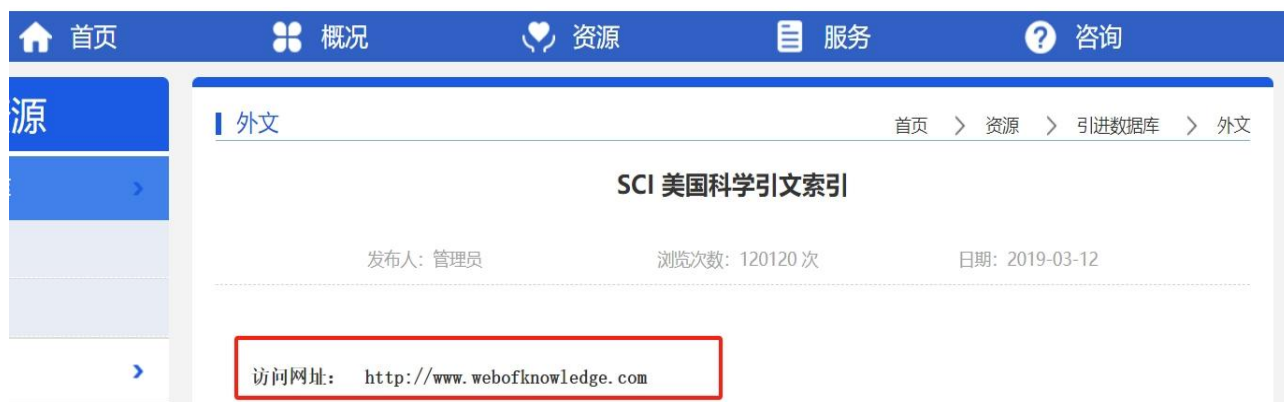 首页 概况 资源 服务 咨询
源
外文
首页 > 资源 > 引进数据库 > 外文
SCI 美国科学引文索引
发布人：管理员 浏览次数：120120 次 日期：2019-03-12
访问网址： http://www.webofknowledge.com